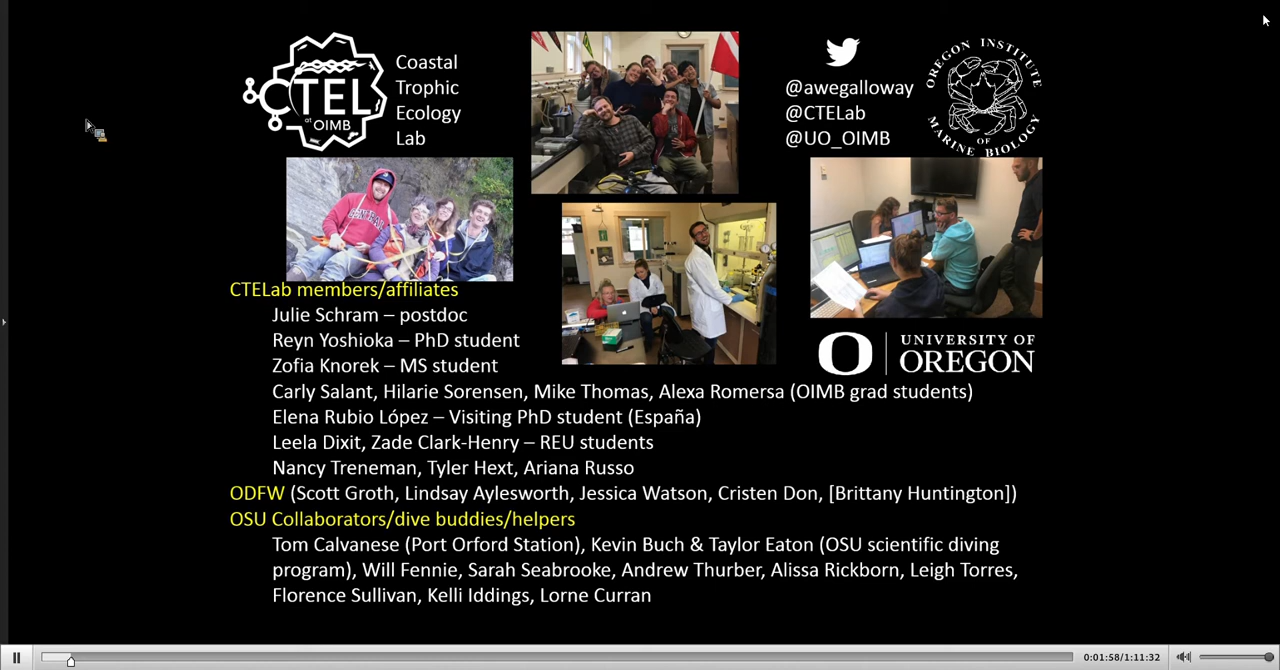 CTEL
at OIMB
Coastal
Trophic
Ecology
Lab
@awegalloway
@CTELab
@UO_OIMB
OREGON INSTITUTE
OF
MARINE BIOLOGY
O | UNIVERSITY OF
OREGON
CTELab members/affiliates
Julie Schram – postdoc
Reyn Yoshioka – PhD student
Zofia Knorek – MS student
Carly Salant, Hilarie Sorensen, Mike Thomas, Alexa Romersa (OIMB grad students)
Elena Rubio López – Visiting PhD student (España)
Leela Dixit, Zade Clark-Henry – REU students
Nancy Treneman, Tyler Hext, Ariana Russo
ODFW (Scott Groth, Lindsay Aylesworth, Jessica Watson, Cristen Don, [Brittany Huntington])
OSU Collaborators/dive buddies/helpers
Tom Calvanese (Port Orford Station), Kevin Buch & Taylor Eaton (OSU scientific diving
program), Will Fennie, Sarah Seabrooke, Andrew Thurber, Alissa Rickborn, Leigh Torres,
Florence Sullivan, Kelli Iddings, Lorne Curran
0:01:58/1:11:32